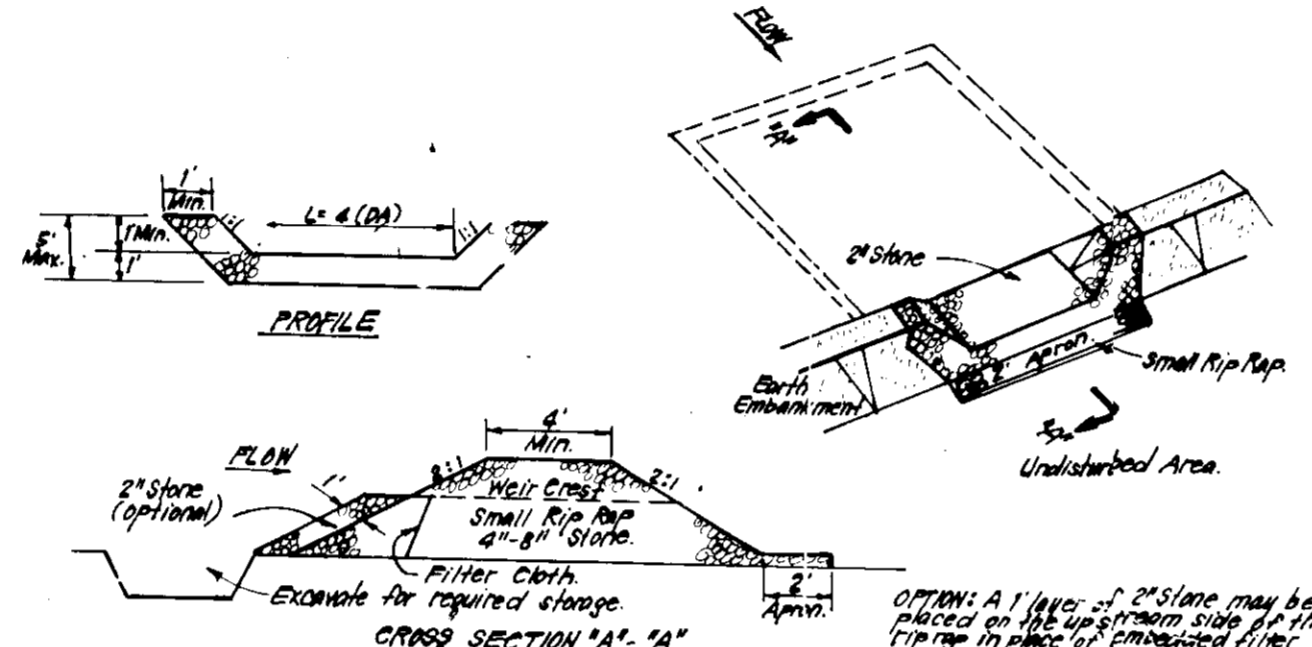 FLOW
"A"
1'
Min.
L= 4 (DA)
1:1
1:1
5'
Max.
1' Min.
1'
PROFILE
2" Stone
Earth
Embankment
2' Apron.
Small Rip Rap.
"A"
Undisturbed Area.
4'
Min.
FLOW
2:1
2:1
1'
2" Stone
(optional)
Weir Crest
Small Rip Rap
4"-8" Stone.
Filter Cloth.
Excavate for required storage.
2'
Apron.
CROSS SECTION "A"-"A"
OPTION: A 1' layer of 2" Stone may be
placed on the upstream side of th
rip rap in place of embedded filter